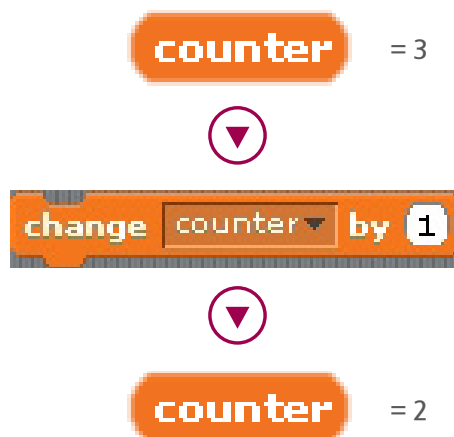 counter = 3
change counter by 1
counter = 2